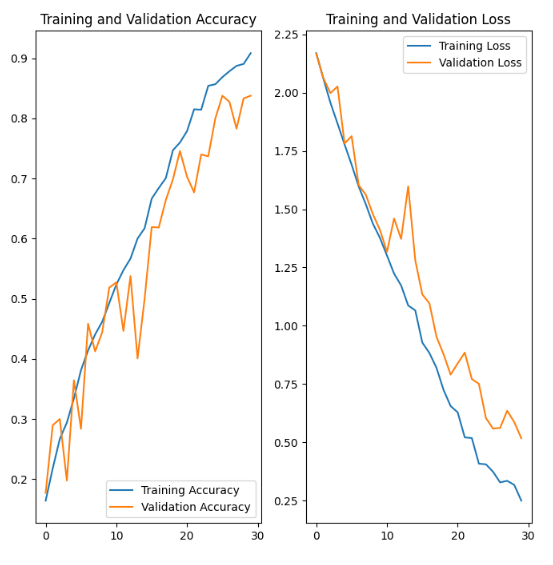 Training and Validation Accuracy
0.9
0.8
0.7
0.6
0.5
0.4
0.3
0.2
Training Accuracy
Validation Accuracy
0 10 20 30
Training and Validation Loss
2.25
2.00
1.75
1.50
1.25
1.00
0.75
0.50
0.25
Training Loss
Validation Loss
0 10 20 30